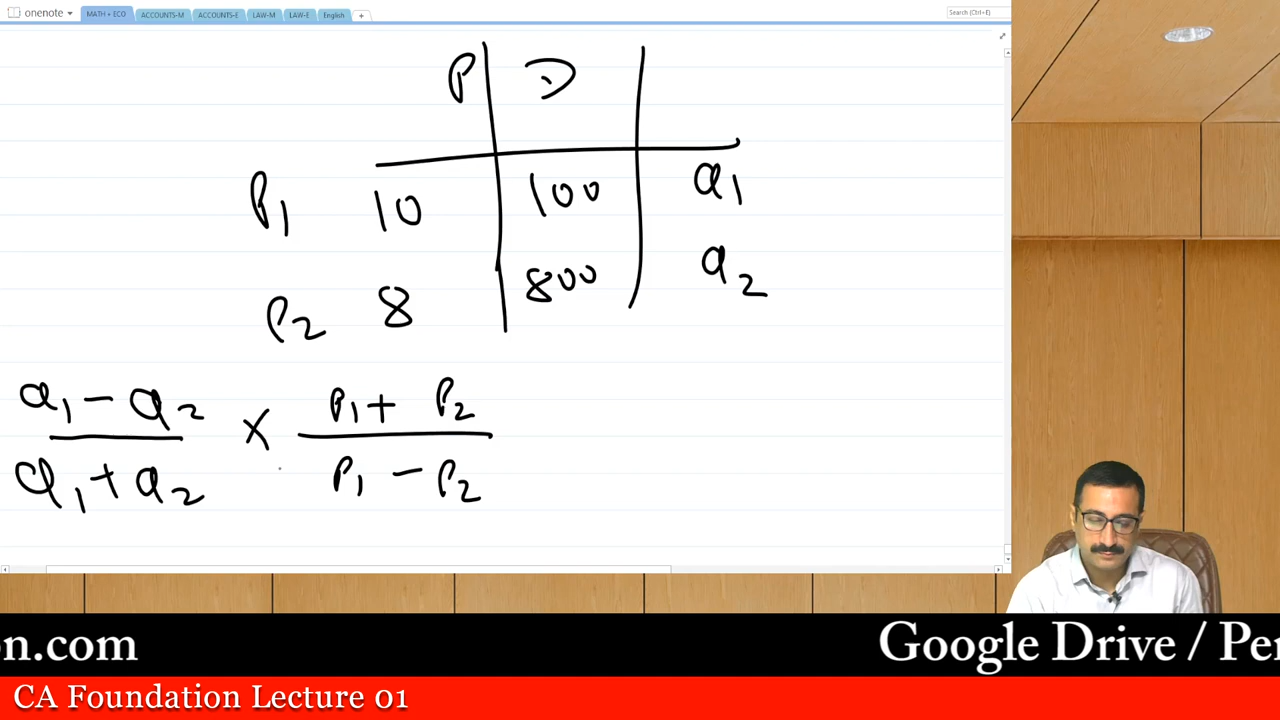 onenote
MATH + ECO
ACCOUNTS-M
ACCOUNTS-E
LAW-M
LAW-E
English
+
Search (Ctrl+E)
P D
P1 10 100 Q1
P2 8 800 Q2
Q1 - Q2 × P1 + P2
Q1 + Q2 P1 - P2
on.com Google Drive / Pe
CA Foundation Lecture 01